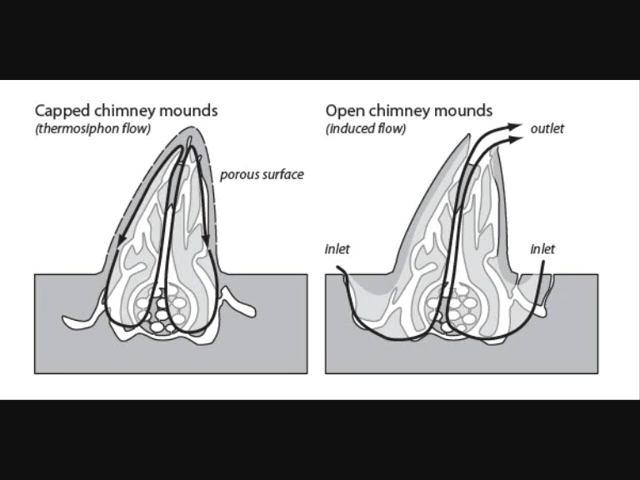 Capped chimney mounds
(thermosiphon flow)
porous surface
Open chimney mounds
(induced flow)
outlet
inlet
inlet